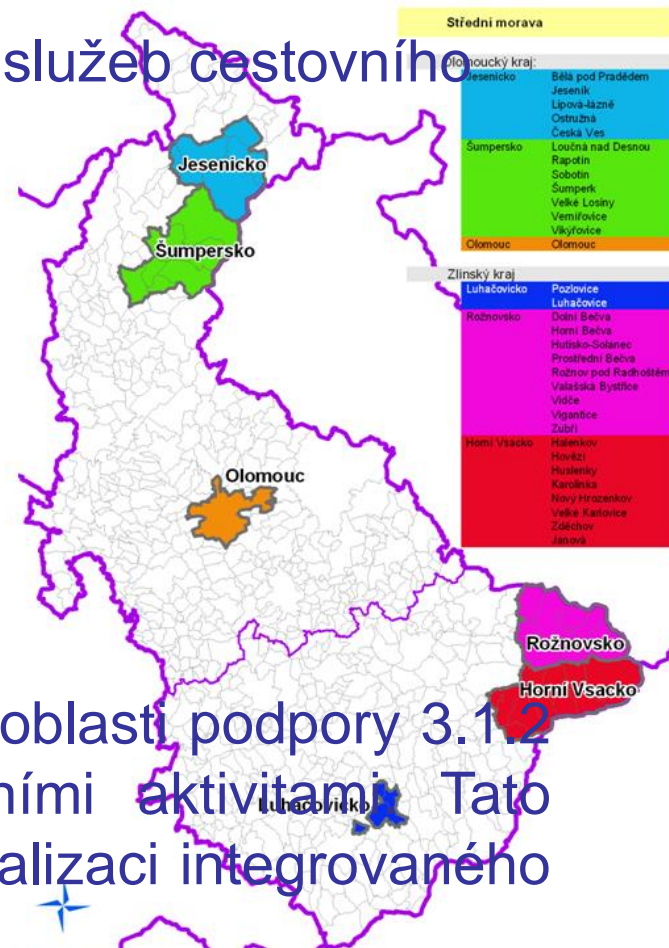 Střední morava
služeb cestovního
Olomoucký kraj:
Jesenicko Běla pod Pradědem
Jeseník
Lipová-lázně
Ostružná
Česká Ves
Šumpersko Loučná nad Desnou
Rapotín
Sobotín
Šumperk
Velké Losiny
Vernířovice
Vikýřovice
Olomouc Olomouc
Zlínský kraj
Luhačovicko Pozlovice
Luhačovice
Rožnovsko Dolní Bečva
Horní Bečva
Hutisko-Solanec
Prostřední Bečva
Rožnov pod Radhoštěm
Valašská Bystřice
Vidče
Vigantice
Zubří
Horní Vsacko Halenkov
Hovězí
Huslenky
Karolinka
Nový Hrozenkov
Velké Karlovice
Zděchov
Janová
Jesenicko
Šumpersko
Olomouc
Rožnovsko
Horní Vsacko
oblasti podpory 3.1.2
ními aktivitami. Tato
Luhačovicko
alizaci integrovaného